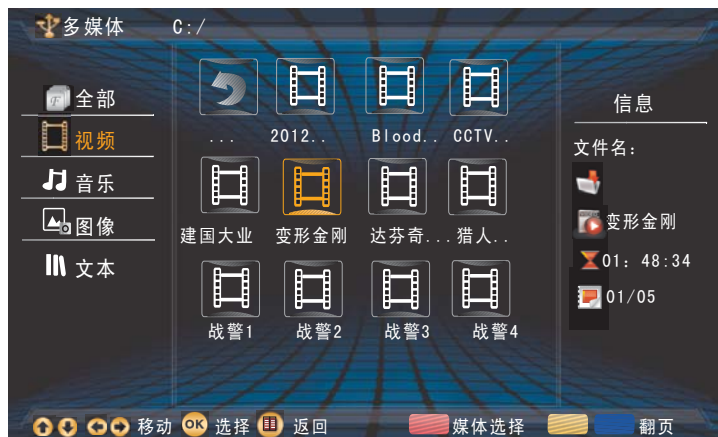 多媒体 C:/
全部
视频
音乐
图像
文本
... 2012.. Blood.. CCTV..
建国大业 变形金刚 达芬奇... 猎人..
战警1 战警2 战警3 战警4
信息
文件名:
变形金刚
01: 48:34
01/05
移动 OK 选择 返回 媒体选择 翻页